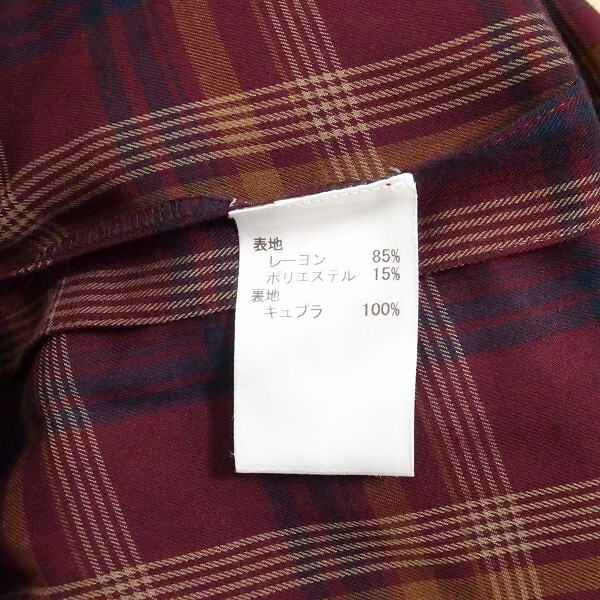 表地
レーヨン 85%
ポリエステル 15%
裏地
キュプラ 100%